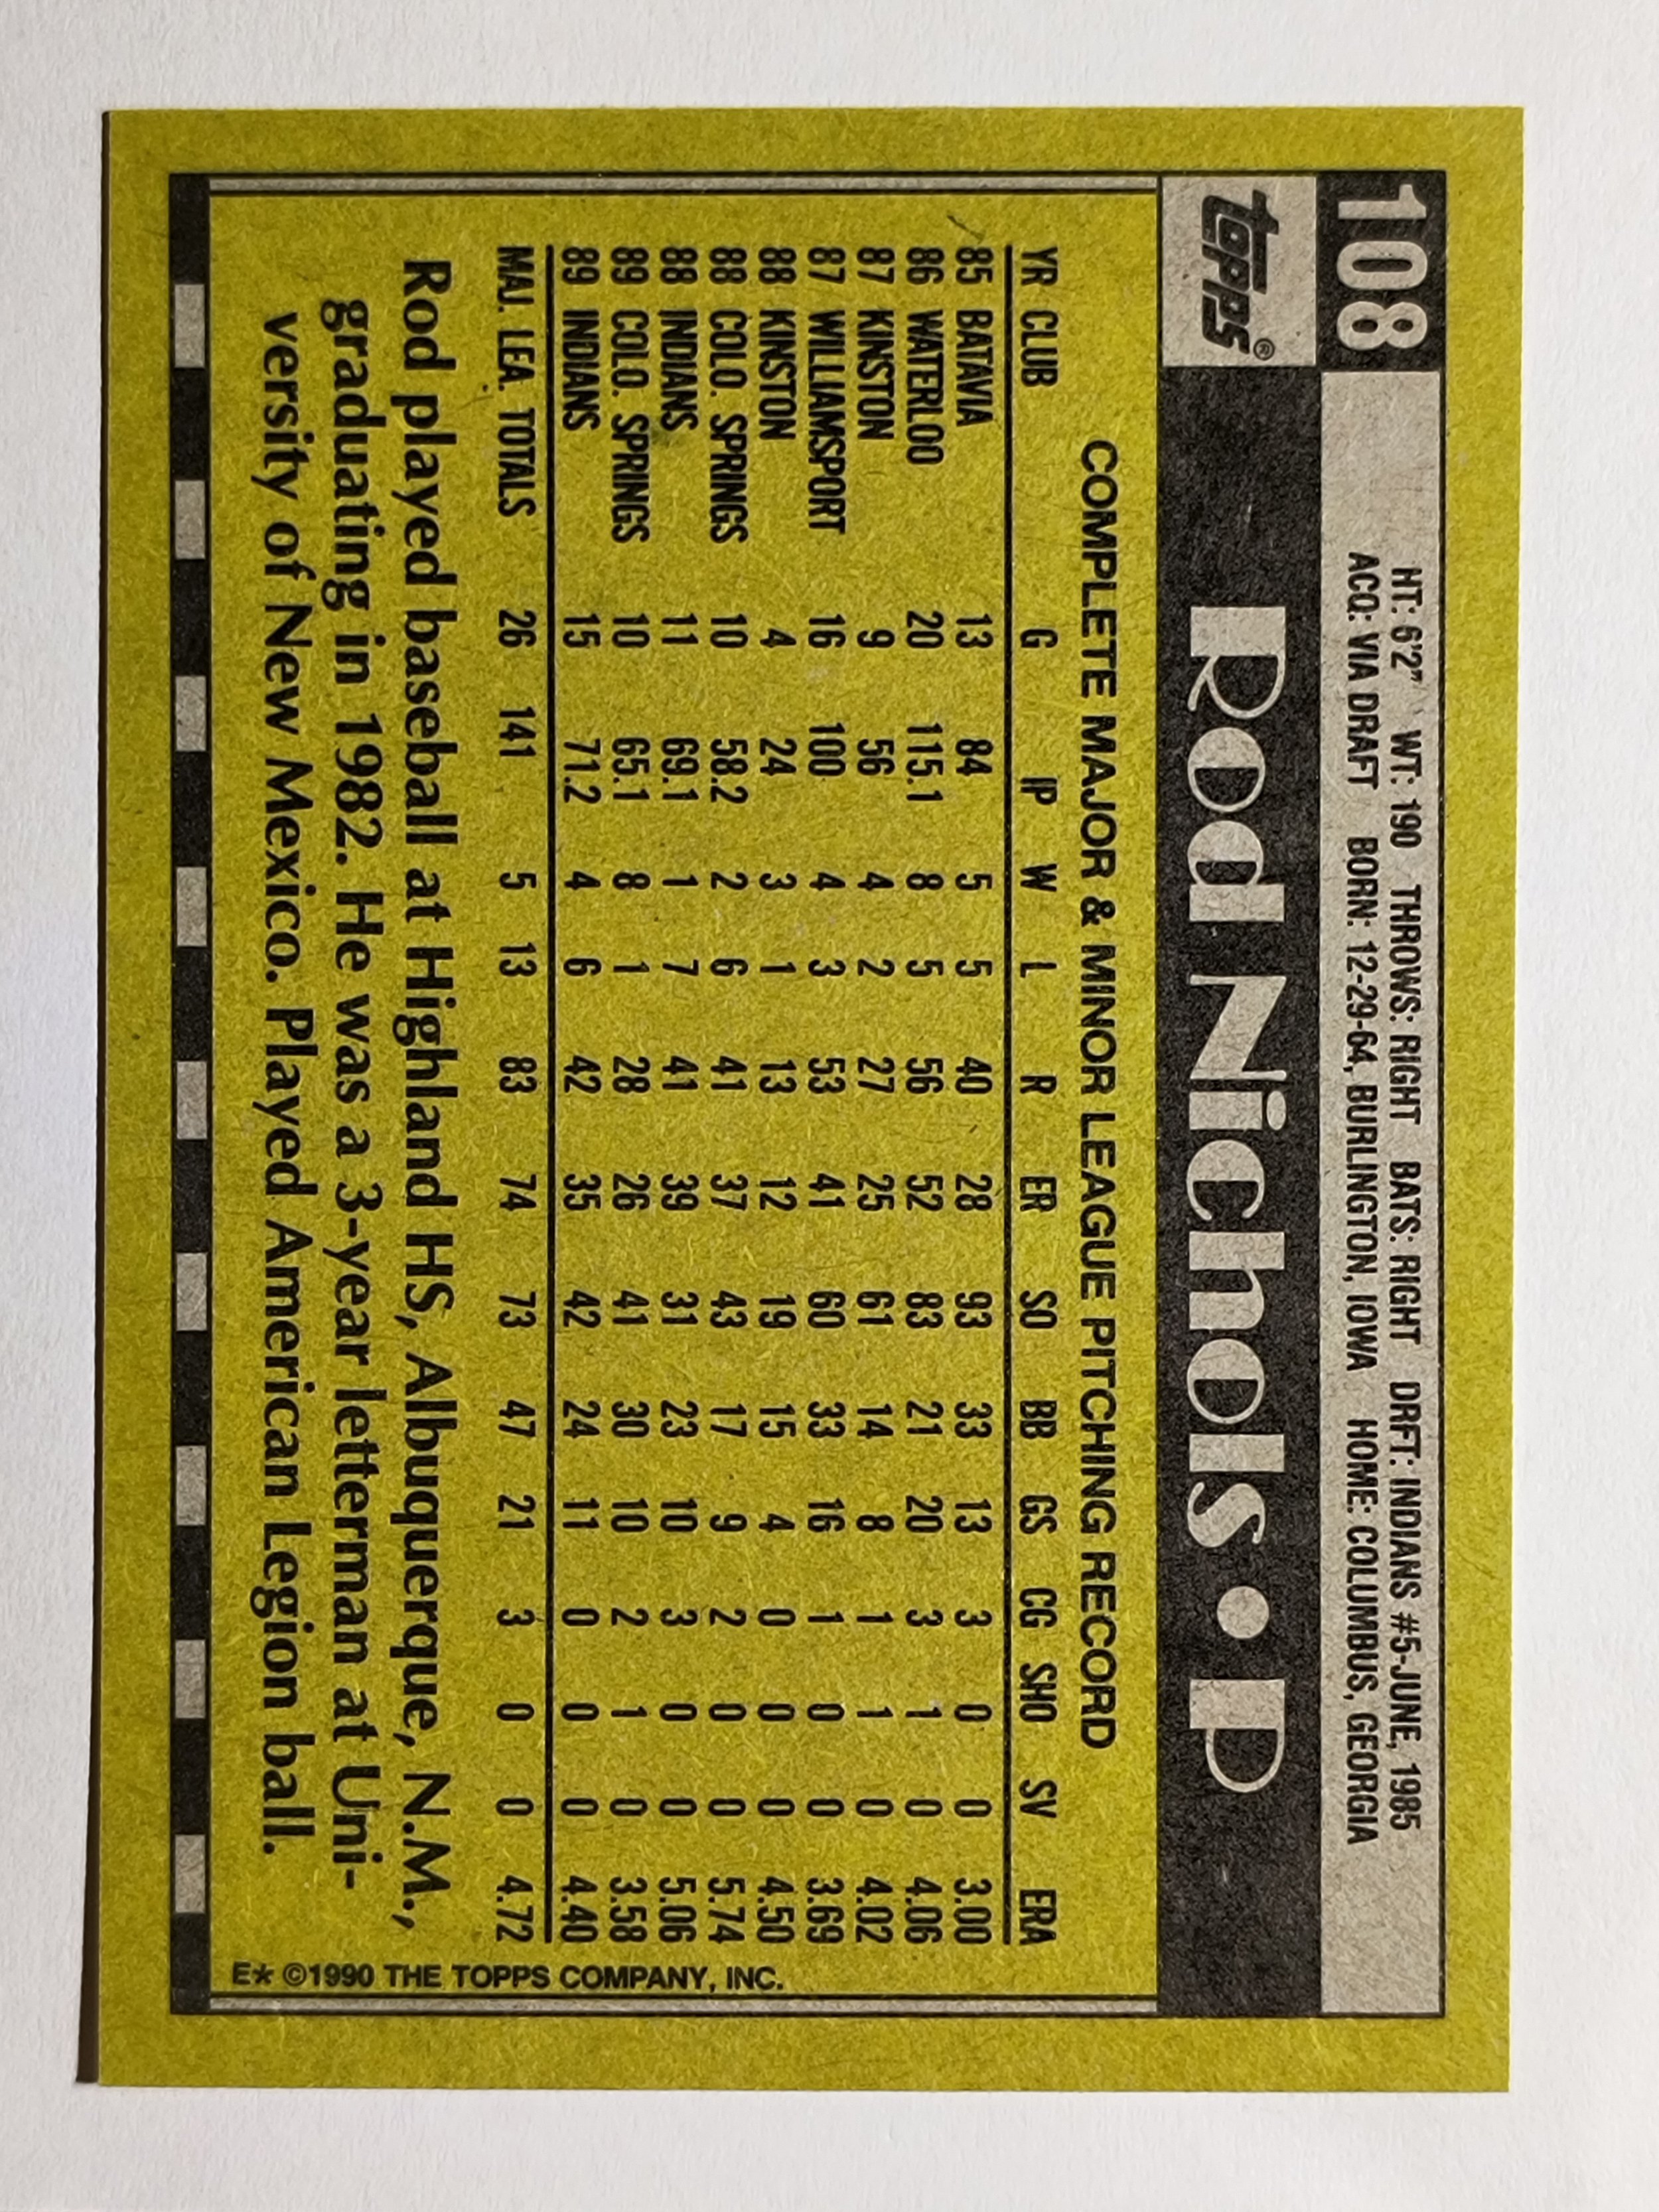 108 HT: 6'2" WT: 190 THROWS: RIGHT BATS: RIGHT DRFT: INDIANS #5-JUNE, 1985
ACQ: VIA DRAFT BORN: 12-29-64, BURLINGTON, IOWA HOME: COLUMBUS, GEORGIA
topps® Rod Nichols • P
COMPLETE MAJOR & MINOR LEAGUE PITCHING RECORD
YR CLUB G IP W L R ER SO BB GS CG SHO SV ERA
85 BATAVIA 13 84 5 5 40 28 93 33 13 3 0 0 3.00
86 WATERLOO 20 115.1 8 5 56 52 83 21 20 3 1 0 4.06
87 KINSTON 9 56 4 2 27 25 61 14 8 1 1 0 4.02
87 WILLIAMSPORT 16 100 4 3 53 41 60 33 16 1 0 0 3.69
88 KINSTON 4 24 3 1 13 12 19 15 4 0 0 0 4.50
88 COLO. SPRINGS 10 58.2 2 6 41 37 43 17 9 2 0 0 5.74
88 INDIANS 11 69.1 1 7 41 39 31 23 10 3 0 0 5.06
89 COLO. SPRINGS 10 65.1 8 1 28 26 41 30 10 2 1 0 3.58
89 INDIANS 15 71.2 4 6 42 35 42 24 11 0 0 0 4.40
MAJ. LEA. TOTALS 26 141 5 13 83 74 73 47 21 3 0 0 4.72
Rod played baseball at Highland HS, Albuquerque, N.M.,
graduating in 1982. He was a 3-year letterman at Uni-
versity of New Mexico. Played American Legion ball.
E* ©1990 THE TOPPS COMPANY, INC.